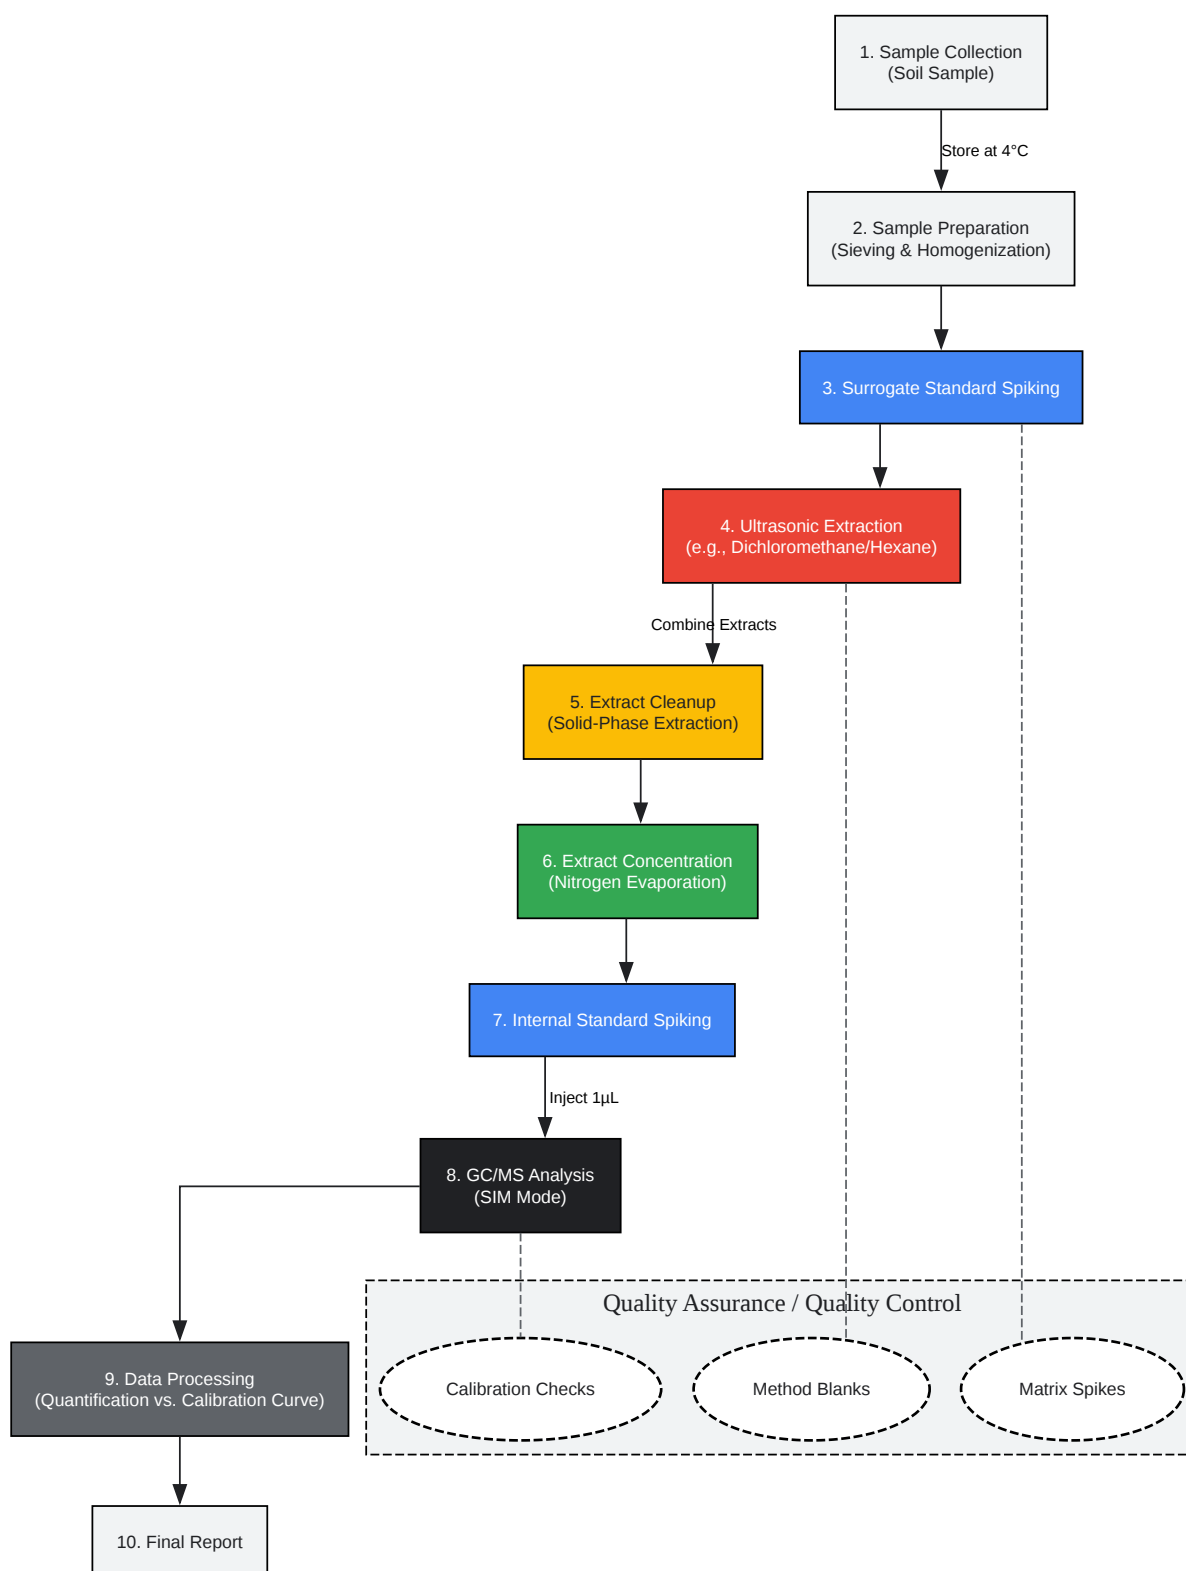 1. Sample Collection
(Soil Sample)
Store at 4°C
2. Sample Preparation
(Sieving & Homogenization)
3. Surrogate Standard Spiking
4. Ultrasonic Extraction
(e.g., Dichloromethane/Hexane)
Combine Extracts
5. Extract Cleanup
(Solid-Phase Extraction)
6. Extract Concentration
(Nitrogen Evaporation)
7. Internal Standard Spiking
Inject 1µL
8. GC/MS Analysis
(SIM Mode)
Quality Assurance / Quality Control
9. Data Processing
(Quantification vs. Calibration Curve)
Calibration Checks
Method Blanks
Matrix Spikes
10. Final Report